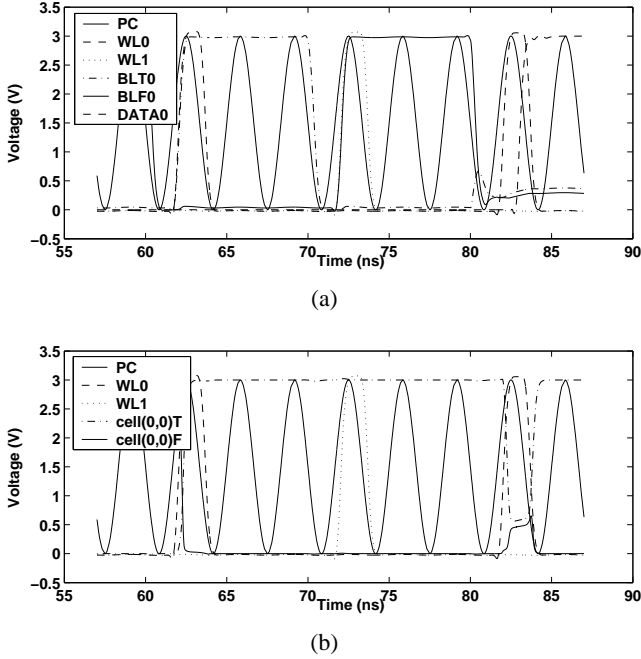 3.5
PC
3
WL0
WL1
2.5
BLT0
BLF0
2
DATA0
1.5
1
0.5
0
−0.5
Voltage (V)
55 60 65 70 75 80 85 90
Time (ns)
(a)
3.5
PC
3
WL0
WL1
2.5
cell(0,0)T
cell(0,0)F
2
1.5
1
0.5
0
−0.5
Voltage (V)
55 60 65 70 75 80 85 90
Time (ns)
(b)